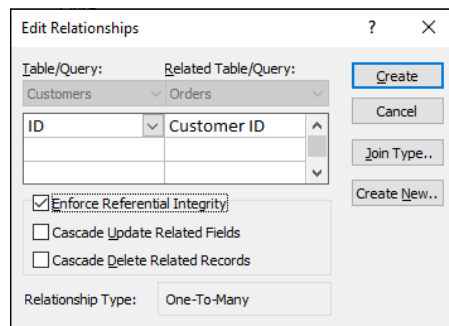 Edit Relationships ? ×
Table/Query: Related Table/Query:
Customers Orders
ID Customer ID
Create
Cancel
Join Type..
Create New..
Enforce Referential Integrity
Cascade Update Related Fields
Cascade Delete Related Records
Relationship Type: One-To-Many